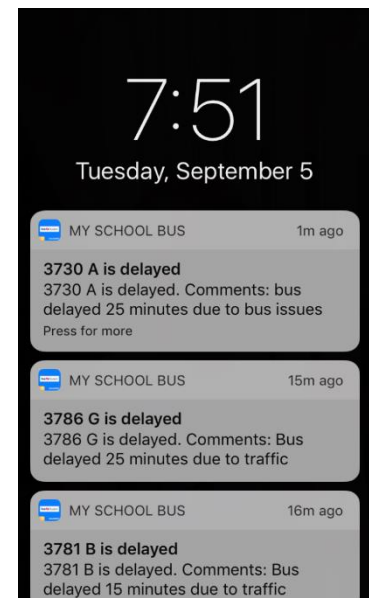 7:51
Tuesday, September 5
MY SCHOOL BUS 1m ago
3730 A is delayed
3730 A is delayed. Comments: bus
delayed 25 minutes due to bus issues
Press for more
MY SCHOOL BUS 15m ago
3786 G is delayed
3786 G is delayed. Comments: Bus
delayed 25 minutes due to traffic
MY SCHOOL BUS 16m ago
3781 B is delayed
3781 B is delayed. Comments: Bus
delayed 15 minutes due to traffic